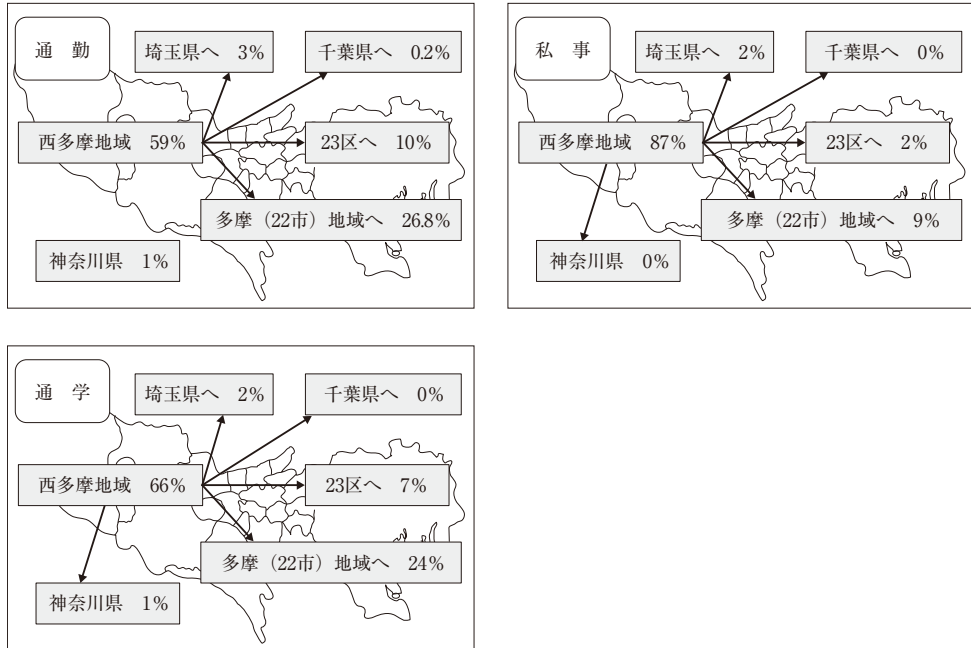 通　勤
埼玉県へ　3%
千葉県へ　0.2%
西多摩地域　59%
23区へ　10%
多摩（22市）地域へ　26.8%
神奈川県　1%
私　事
埼玉県へ　2%
千葉県へ　0%
西多摩地域　87%
23区へ　2%
多摩（22市）地域へ　9%
神奈川県　0%
通　学
埼玉県へ　2%
千葉県へ　0%
西多摩地域　66%
23区へ　7%
多摩（22市）地域へ　24%
神奈川県　1%